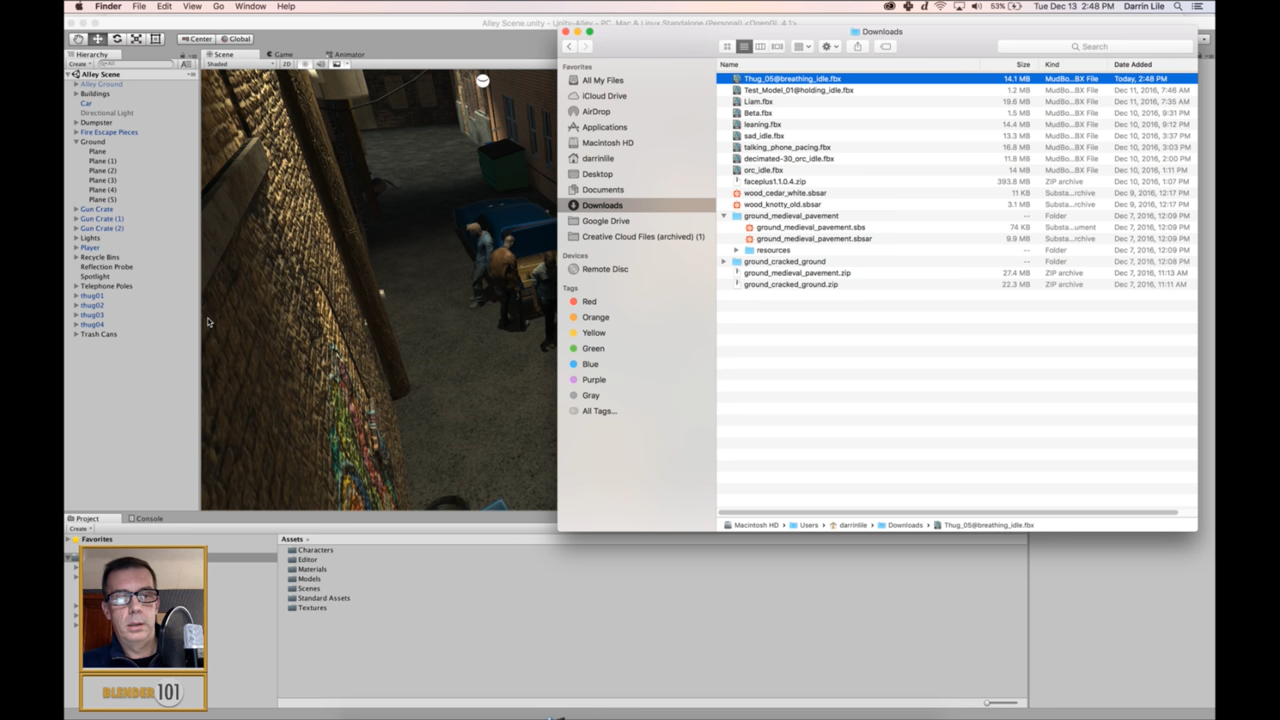 Finder File Edit View Go Window Help
53% Tue Dec 13 2:48 PM Darrin Lile
Alley Scene.unity - Unity-Alley - PC, Mac & Linux Standalone (Personal) <OpenGL 4.1>
Downloads
Center Global
Search
Hierarchy
Create
All
Alley Scene
Alley Ground
Buildings
Car
Directional Light
Dumpster
Fire Escape Pieces
Ground
Plane
Plane (1)
Plane (2)
Plane (3)
Plane (4)
Plane (5)
Gun Crate
Gun Crate (1)
Gun Crate (2)
Lights
Player
Recycle Bins
Reflection Probe
Spotlight
Telephone Poles
thug01
thug02
thug03
thug04
Trash Cans
Scene Game Animator
Shaded 2D
Favorites
All My Files
iCloud Drive
AirDrop
Applications
Macintosh HD
darrinlile
Desktop
Documents
Downloads
Google Drive
Creative Cloud Files (archived) (1)
Devices
Remote Disc
Tags
Red
Orange
Yellow
Green
Blue
Purple
Gray
All Tags...
Name Size Kind Date Added
Thug_05@breathing_idle.fbx 14.1 MB MudBo...BX File Today, 2:48 PM
Test_Model_01@holding_idle.fbx 1.2 MB MudBo...BX File Dec 11, 2016, 7:46 AM
Liam.fbx 19.6 MB MudBo...BX File Dec 11, 2016, 7:35 AM
Beta.fbx 1.5 MB MudBo...BX File Dec 10, 2016, 9:31 PM
leaning.fbx 14.4 MB MudBo...BX File Dec 10, 2016, 9:12 PM
sad_idle.fbx 13.3 MB MudBo...BX File Dec 10, 2016, 3:37 PM
talking_phone_pacing.fbx 16.8 MB MudBo...BX File Dec 10, 2016, 3:03 PM
decimated-30_orc_idle.fbx 11.8 MB MudBo...BX File Dec 10, 2016, 2:00 PM
orc_idle.fbx 14 MB MudBo...BX File Dec 10, 2016, 1:11 PM
faceplus1.1.0.4.zip 393.8 MB ZIP archive Dec 10, 2016, 1:07 PM
wood_cedar_white.sbsar 11 KB Substa...rchive Dec 9, 2016, 12:17 PM
wood_knotty_old.sbsar 3.1 MB Substa...rchive Dec 9, 2016, 12:17 PM
ground_medieval_pavement -- Folder Dec 7, 2016, 12:09 PM
ground_medieval_pavement.sbs 74 KB Substa...ument Dec 7, 2016, 12:09 PM
ground_medieval_pavement.sbsar 9.9 MB Substa...rchive Dec 7, 2016, 12:09 PM
resources -- Folder Dec 7, 2016, 12:09 PM
ground_cracked_ground -- Folder Dec 7, 2016, 12:08 PM
ground_medieval_pavement.zip 27.4 MB ZIP archive Dec 7, 2016, 11:13 AM
ground_cracked_ground.zip 22.3 MB ZIP archive Dec 7, 2016, 11:11 AM
Macintosh HD Users darrinlile Downloads Thug_05@breathing_idle.fbx
Project Console
Create
Favorites
Assets
Characters
Editor
Materials
Models
Scenes
Standard Assets
Textures
BLENDER 101